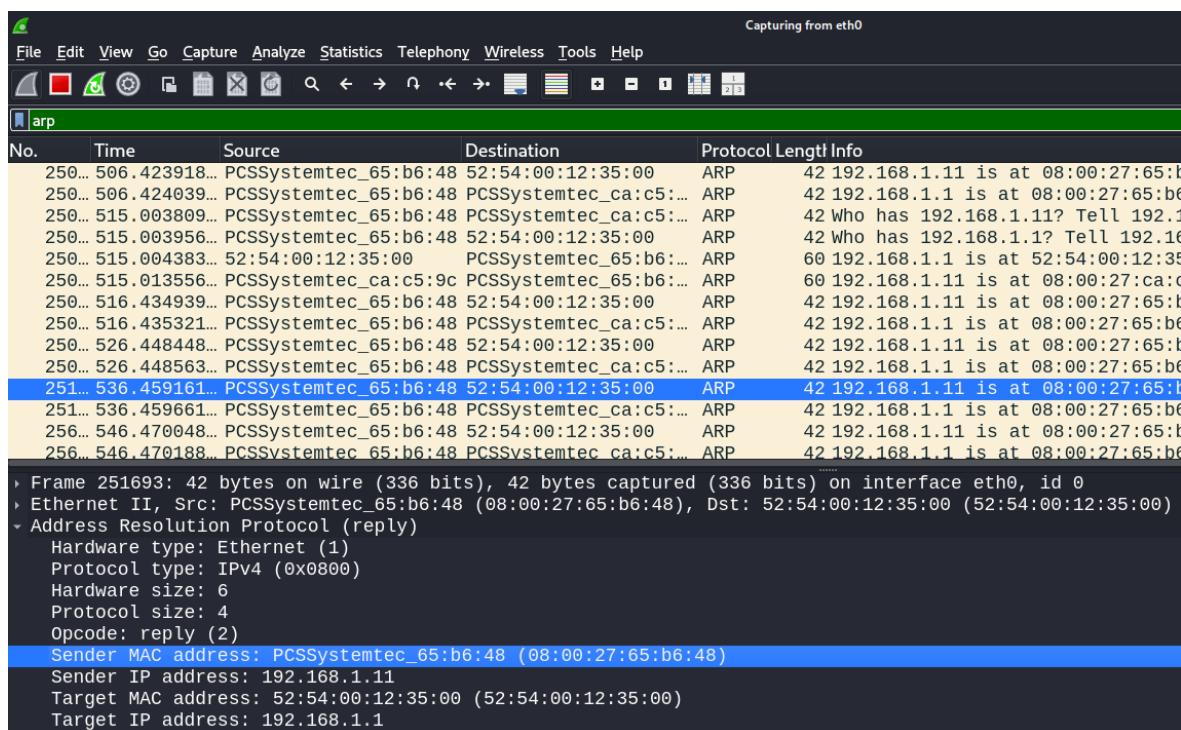 Capturing from eth0
File Edit View Go Capture Analyze Statistics Telephony Wireless Tools Help
arp
No. Time Source Destination Protocol Lengtl Info
250… 506.423918… PCSSystemtec_65:b6:48 52:54:00:12:35:00 ARP 42 192.168.1.11 is at 08:00:27:65:b
250… 506.424039… PCSSystemtec_65:b6:48 PCSSystemtec_ca:c5:… ARP 42 192.168.1.1 is at 08:00:27:65:b6
250… 515.003809… PCSSystemtec_65:b6:48 PCSSystemtec_ca:c5:… ARP 42 Who has 192.168.1.11? Tell 192.1
250… 515.003956… PCSSystemtec_65:b6:48 52:54:00:12:35:00 ARP 42 Who has 192.168.1.1? Tell 192.16
250… 515.004383… 52:54:00:12:35:00 PCSSystemtec_65:b6:… ARP 60 192.168.1.1 is at 52:54:00:12:35
250… 515.013556… PCSSystemtec_ca:c5:9c PCSSystemtec_65:b6:… ARP 60 192.168.1.11 is at 08:00:27:ca:c
250… 516.434939… PCSSystemtec_65:b6:48 52:54:00:12:35:00 ARP 42 192.168.1.11 is at 08:00:27:65:b
250… 516.435321… PCSSystemtec_65:b6:48 PCSSystemtec_ca:c5:… ARP 42 192.168.1.1 is at 08:00:27:65:b6
250… 526.448448… PCSSystemtec_65:b6:48 52:54:00:12:35:00 ARP 42 192.168.1.11 is at 08:00:27:65:b
250… 526.448563… PCSSystemtec_65:b6:48 PCSSystemtec_ca:c5:… ARP 42 192.168.1.1 is at 08:00:27:65:b6
251… 536.459161… PCSSystemtec_65:b6:48 52:54:00:12:35:00 ARP 42 192.168.1.11 is at 08:00:27:65:b
251… 536.459661… PCSSystemtec_65:b6:48 PCSSystemtec_ca:c5:… ARP 42 192.168.1.1 is at 08:00:27:65:b6
256… 546.470048… PCSSystemtec_65:b6:48 52:54:00:12:35:00 ARP 42 192.168.1.11 is at 08:00:27:65:b
256… 546.470188… PCSSystemtec_65:b6:48 PCSSystemtec_ca:c5:… ARP 42 192.168.1.1 is at 08:00:27:65:b6
Frame 251693: 42 bytes on wire (336 bits), 42 bytes captured (336 bits) on interface eth0, id 0
Ethernet II, Src: PCSSystemtec_65:b6:48 (08:00:27:65:b6:48), Dst: 52:54:00:12:35:00 (52:54:00:12:35:00)
Address Resolution Protocol (reply)
Hardware type: Ethernet (1)
Protocol type: IPv4 (0x0800)
Hardware size: 6
Protocol size: 4
Opcode: reply (2)
Sender MAC address: PCSSystemtec_65:b6:48 (08:00:27:65:b6:48)
Sender IP address: 192.168.1.11
Target MAC address: 52:54:00:12:35:00 (52:54:00:12:35:00)
Target IP address: 192.168.1.1